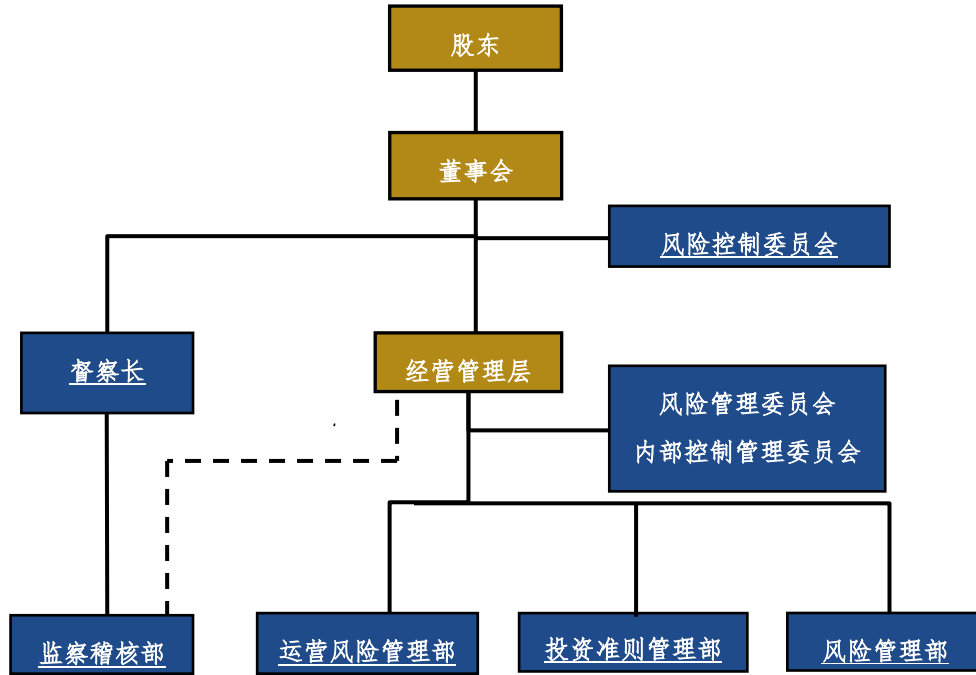 股东
董事会
风险控制委员会
督察长
经营管理层
风险管理委员会
内部控制管理委员会
监察稽核部
运营风险管理部
投资准则管理部
风险管理部